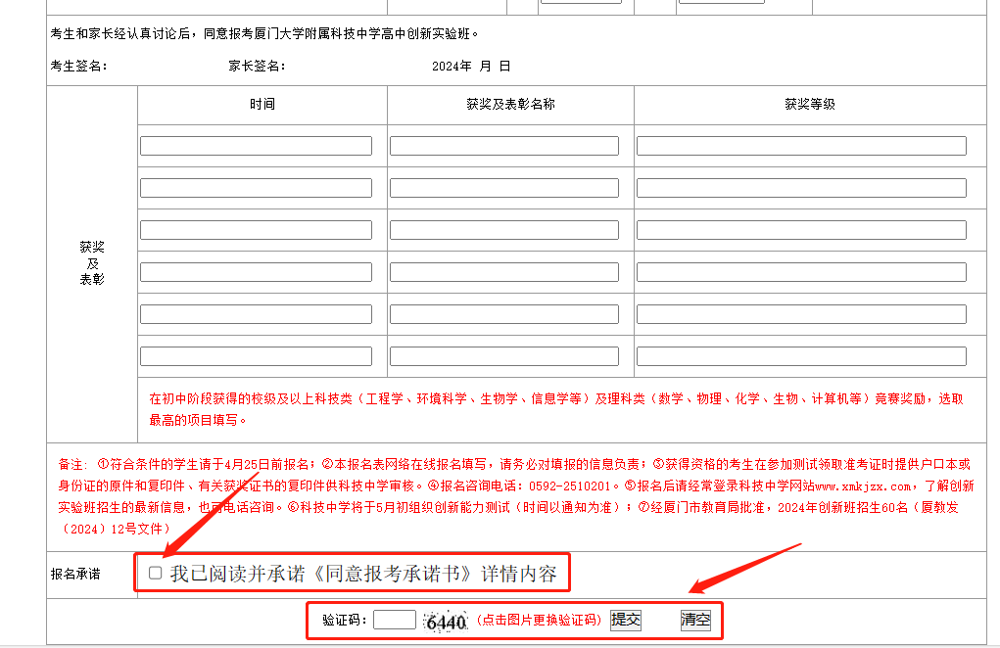 考生和家长经认真讨论后，同意报考厦门大学附属科技中学高中创新实验班。
考生签名： 家长签名： 2024年 月 日
时间 获奖及表彰名称 获奖等级
获奖
及
表彰
在初中阶段获得的校级及以上科技类（工程学、环境科学、生物学、信息学等）及理科类（数学、物理、化学、生物、计算机等）竞赛奖励，选取
最高的项目填写。
备注: ①符合条件的学生请于4月25日前报名；②本报名表网络在线报名填写，请务必对填报的信息负责；③获得资格的考生在参加测试领取准考证时提供户口本或
身份证的原件和复印件、有关获奖证书的复印件供科技中学审核。④报名咨询电话：0592-2510201。⑤报名后请经常登录科技中学网站www.xmkjzx.com，了解创新
实验班招生的最新信息，也可电话咨询。⑥科技中学将于5月初组织创新能力测试（时间以通知为准）；⑦经厦门市教育局批准，2024年创新班招生60名（厦教发
（2024）12号文件）
报名承诺 我已阅读并承诺《同意报考承诺书》详情内容
验证码： 6440 （点击图片更换验证码） 提交 清空